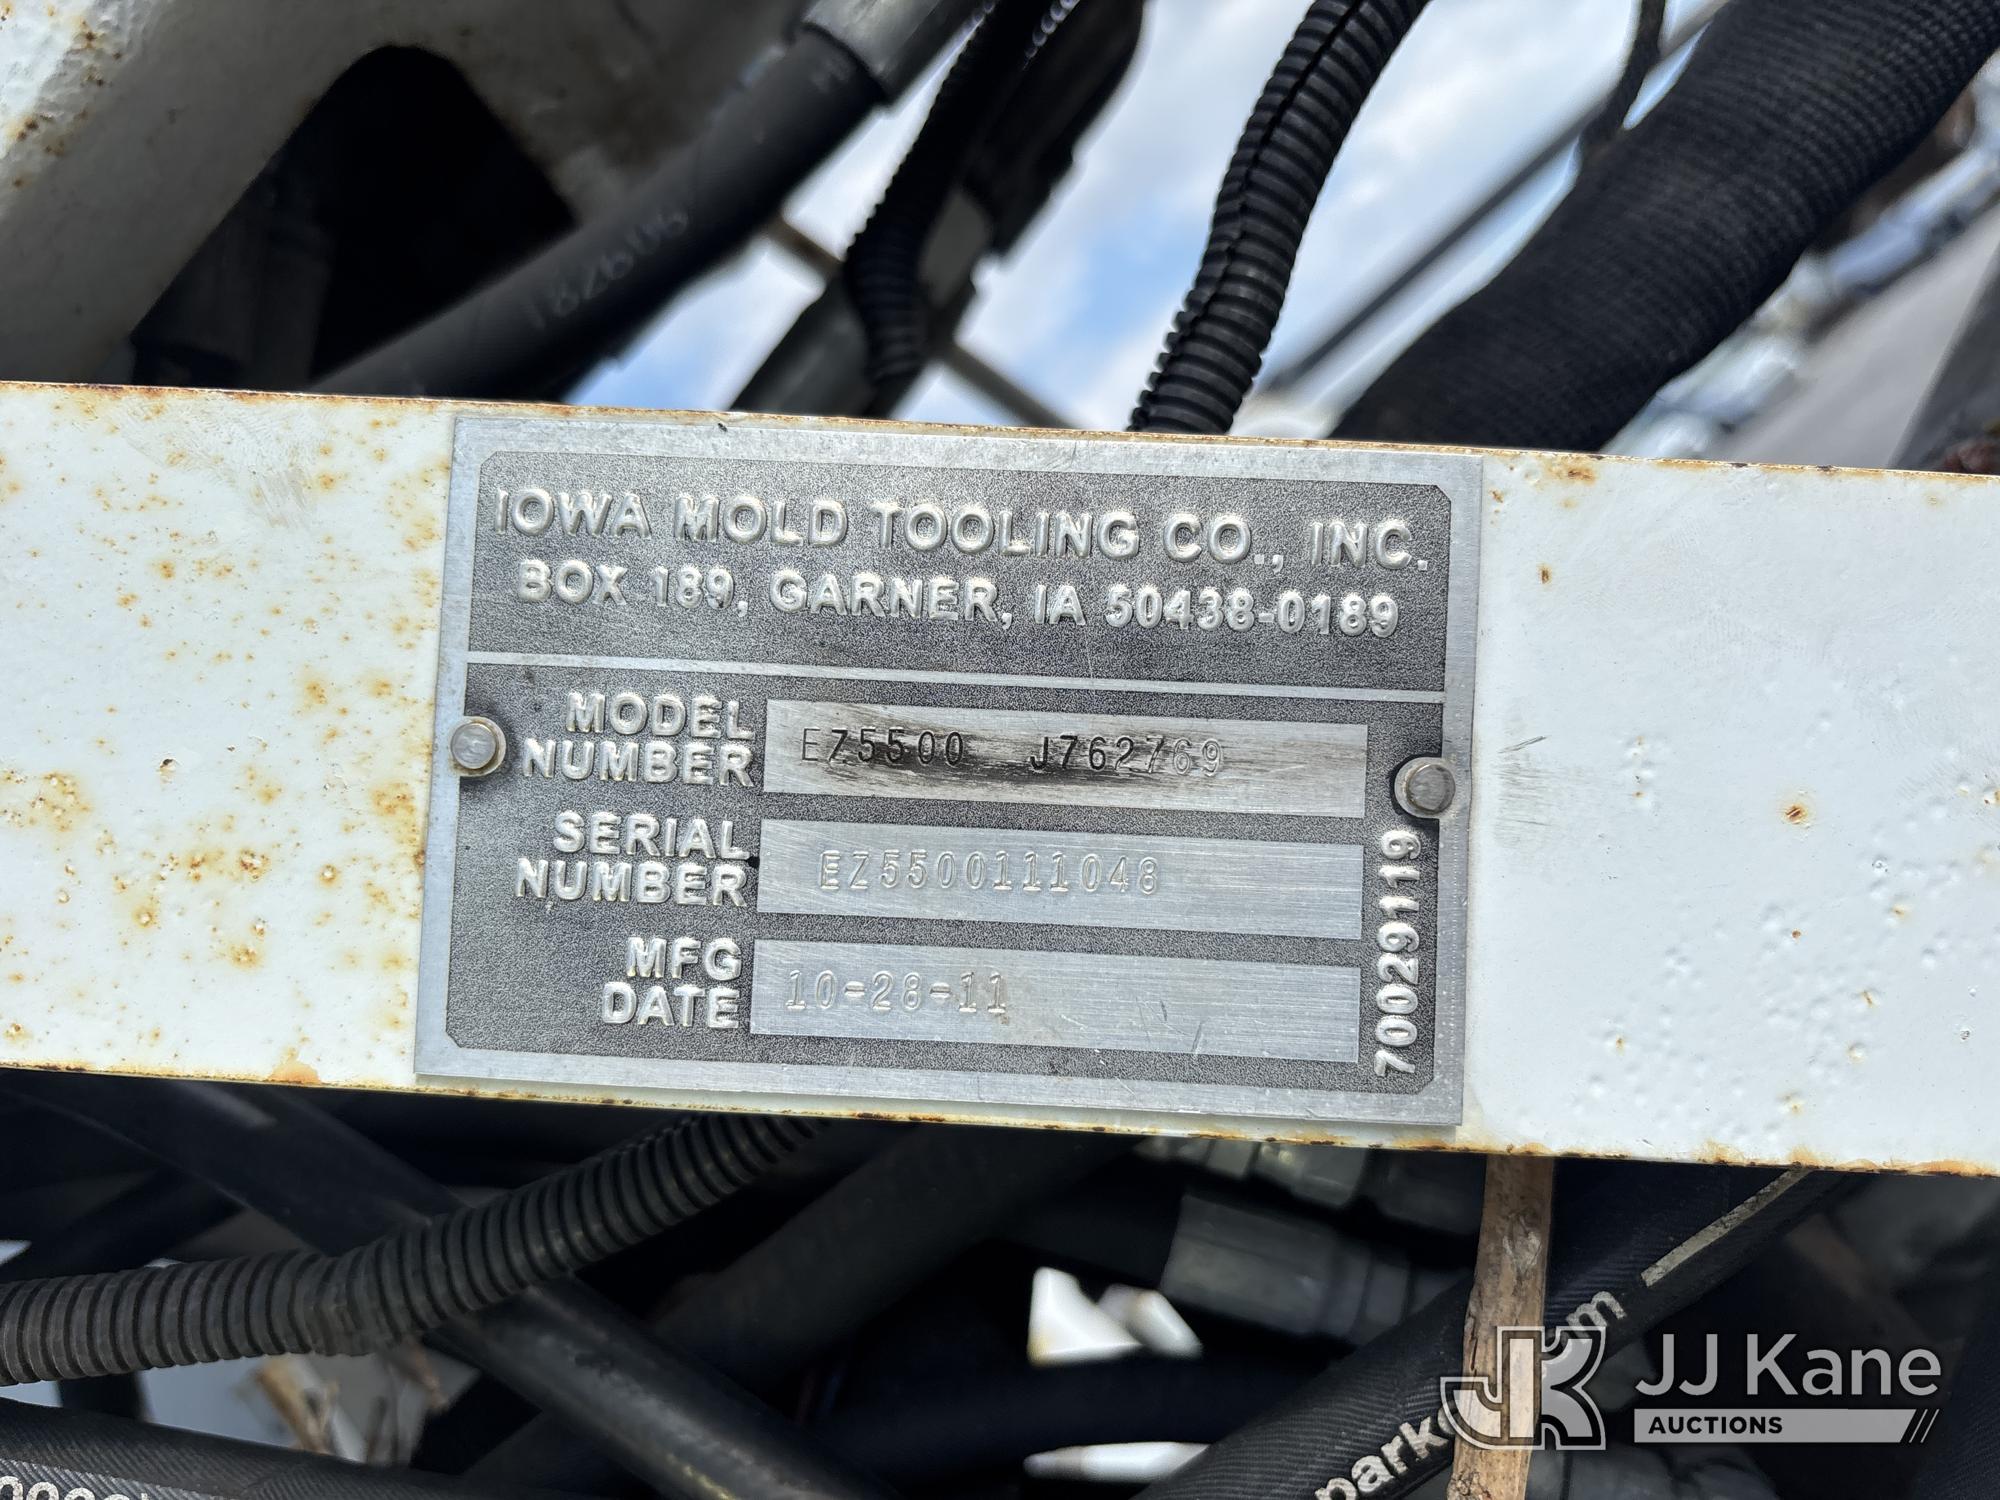 IOWA MOLD TOOLING CO., INC.
BOX 189, GARNER, IA 50438-0189
MODEL NUMBER EZ5500 J762769
SERIAL NUMBER EZ5500111048
MFG DATE 10-28-11
70029119
parker
JJ Kane
AUCTIONS